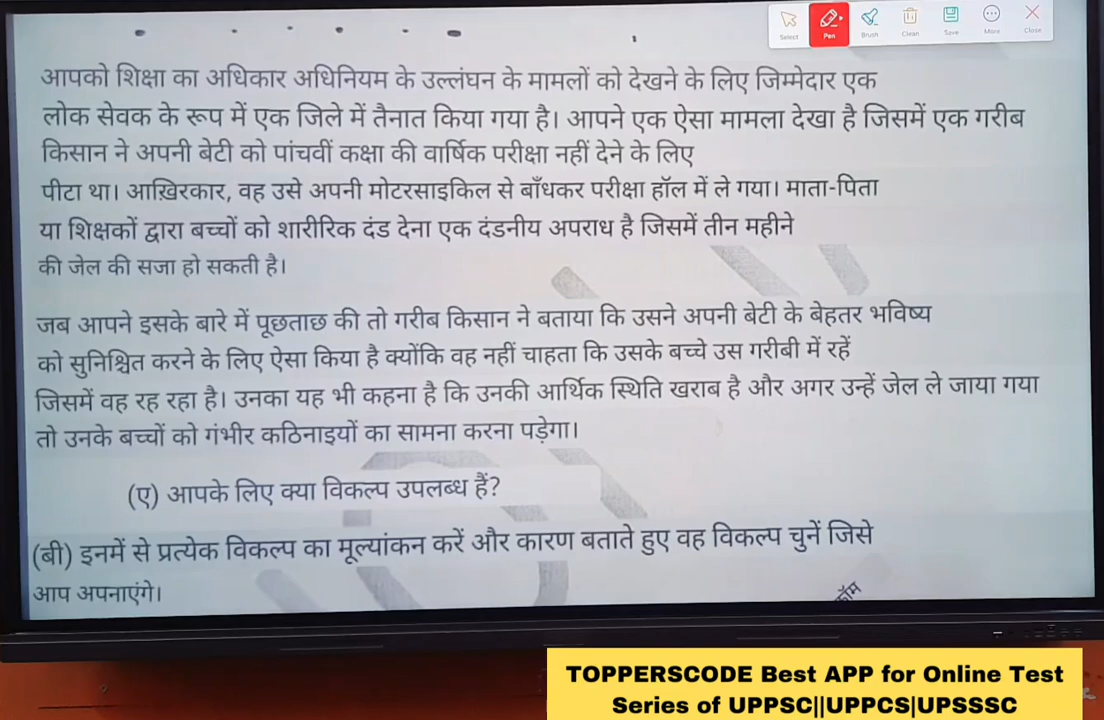 Select Pen Brush Clean Save More Close
आपको शिक्षा का अधिकार अधिनियम के उल्लंघन के मामलों को देखने के लिए जिम्मेदार एक
लोक सेवक के रूप में एक जिले में तैनात किया गया है। आपने एक ऐसा मामला देखा है जिसमें एक गरीब
किसान ने अपनी बेटी को पांचवीं कक्षा की वार्षिक परीक्षा नहीं देने के लिए
पीटा था। आख़िरकार, वह उसे अपनी मोटरसाइकिल से बाँधकर परीक्षा हॉल में ले गया। माता-पिता
या शिक्षकों द्वारा बच्चों को शारीरिक दंड देना एक दंडनीय अपराध है जिसमें तीन महीने
की जेल की सजा हो सकती है।
जब आपने इसके बारे में पूछताछ की तो गरीब किसान ने बताया कि उसने अपनी बेटी के बेहतर भविष्य
को सुनिश्चित करने के लिए ऐसा किया है क्योंकि वह नहीं चाहता कि उसके बच्चे उस गरीबी में रहें
जिसमें वह रह रहा है। उनका यह भी कहना है कि उनकी आर्थिक स्थिति खराब है और अगर उन्हें जेल ले जाया गया
तो उनके बच्चों को गंभीर कठिनाइयों का सामना करना पड़ेगा।
(ए) आपके लिए क्या विकल्प उपलब्ध हैं?
(बी) इनमें से प्रत्येक विकल्प का मूल्यांकन करें और कारण बताते हुए वह विकल्प चुनें जिसे
आप अपनाएंगे।
TOPPERSCODE Best APP for Online Test
Series of UPPSC||UPPCS|UPSSSC